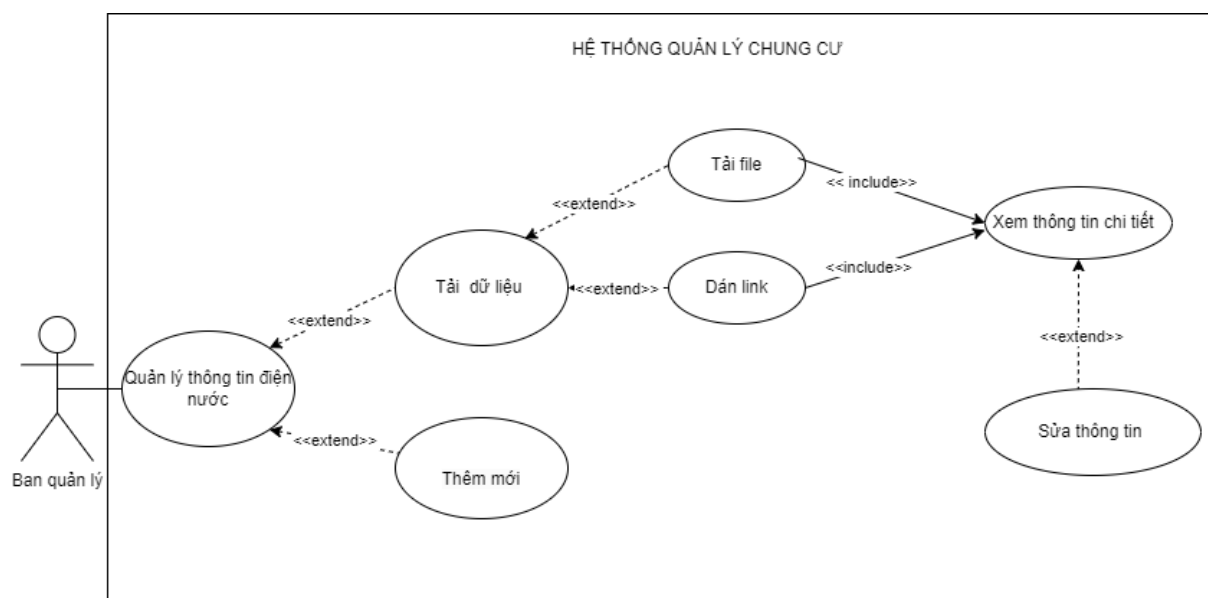 HỆ THỐNG QUẢN LÝ CHUNG CƯ
Tải file
<< include>>
<<extend>>
Xem thông tin chi tiết
Tải dữ liệu
<<extend>>
Dán link
<<include>>
<<extend>>
<<extend>>
Quản lý thông tin điện
nước
Sửa thông tin
<<extend>>
Thêm mới
Ban quản lý